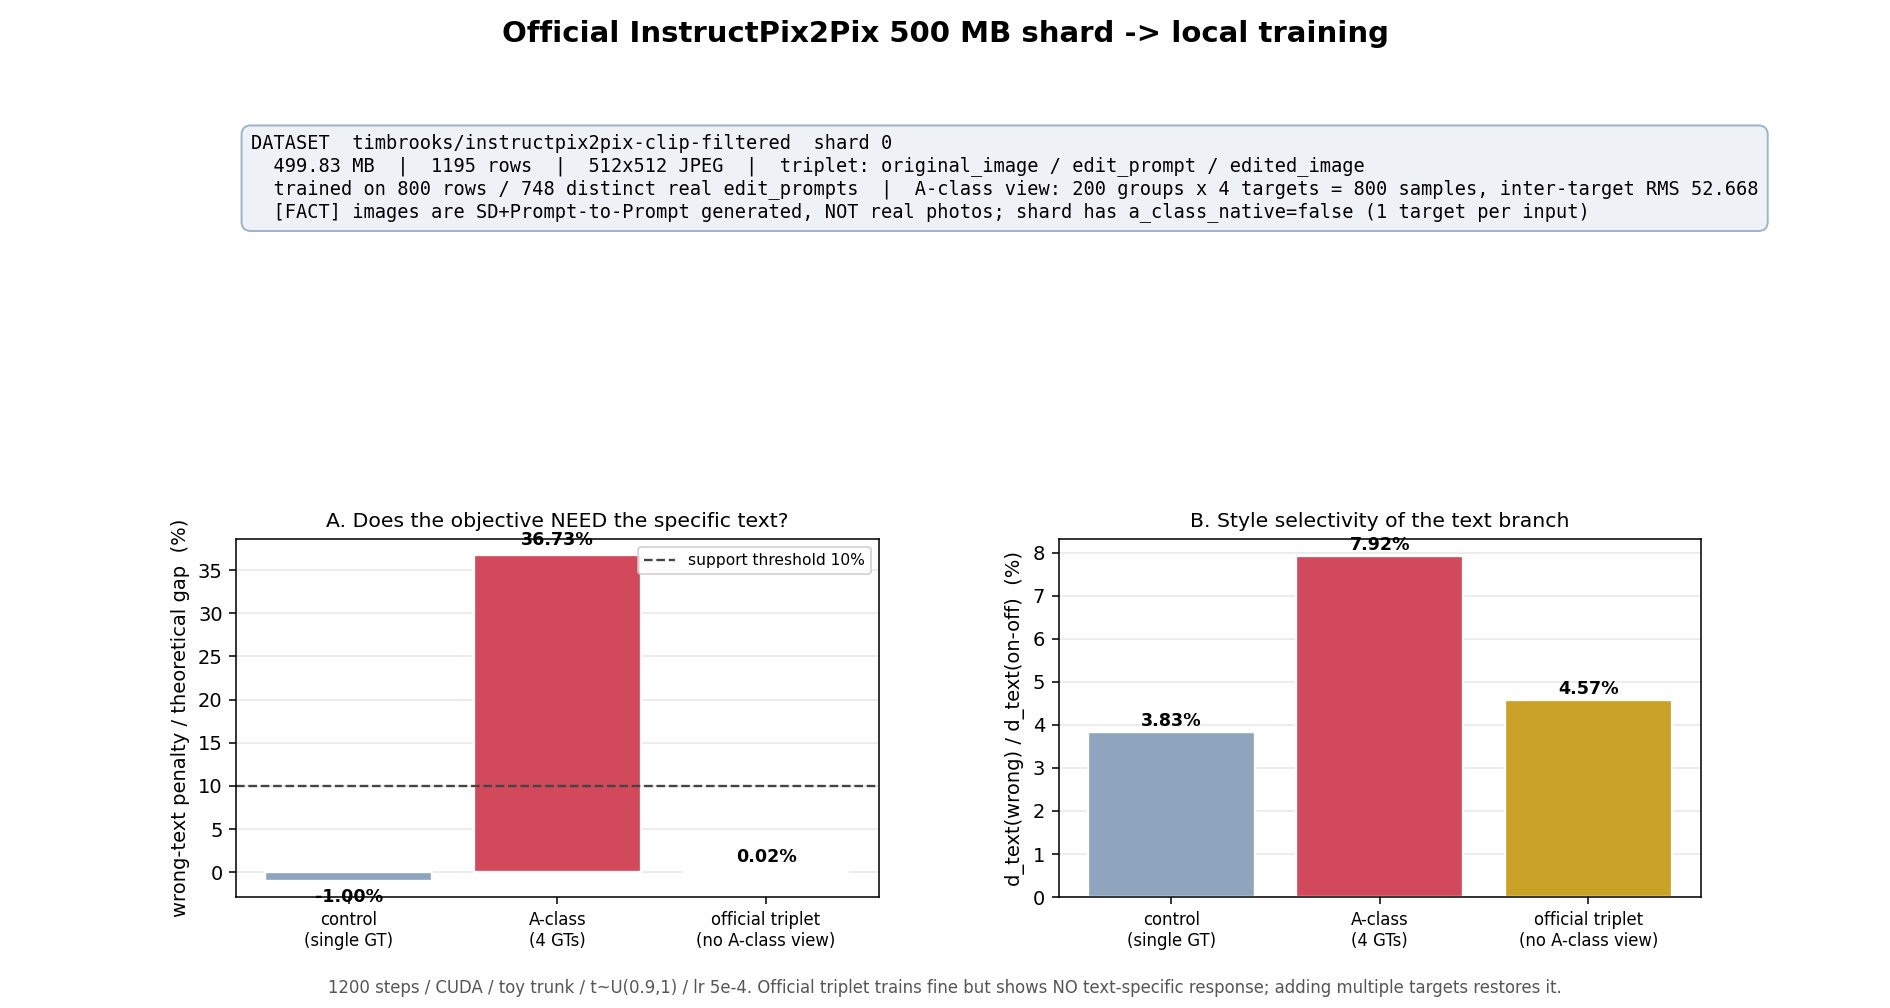 Official InstructPix2Pix 500 MB shard -> local training
DATASET  timbrooks/instructpix2pix-clip-filtered  shard 0
499.83 MB  |  1195 rows  |  512x512 JPEG  |  triplet: original_image / edit_prompt / edited_image
trained on 800 rows / 748 distinct real edit_prompts  |  A-class view: 200 groups x 4 targets = 800 samples, inter-target RMS 52.668
[FACT] images are SD+Prompt-to-Prompt generated, NOT real photos; shard has a_class_native=false (1 target per input)
A. Does the objective NEED the specific text?
wrong-text penalty / theoretical gap  (%)
35
30
25
20
15
10
5
0
36.73%
support threshold 10%
0.02%
-1.00%
control
(single GT)
A-class
(4 GTs)
official triplet
(no A-class view)
B. Style selectivity of the text branch
d_text(wrong) / d_text(on-off)  (%)
8
7
6
5
4
3
2
1
0
7.92%
4.57%
3.83%
control
(single GT)
A-class
(4 GTs)
official triplet
(no A-class view)
1200 steps / CUDA / toy trunk / t~U(0.9,1) / lr 5e-4. Official triplet trains fine but shows NO text-specific response; adding multiple targets restores it.